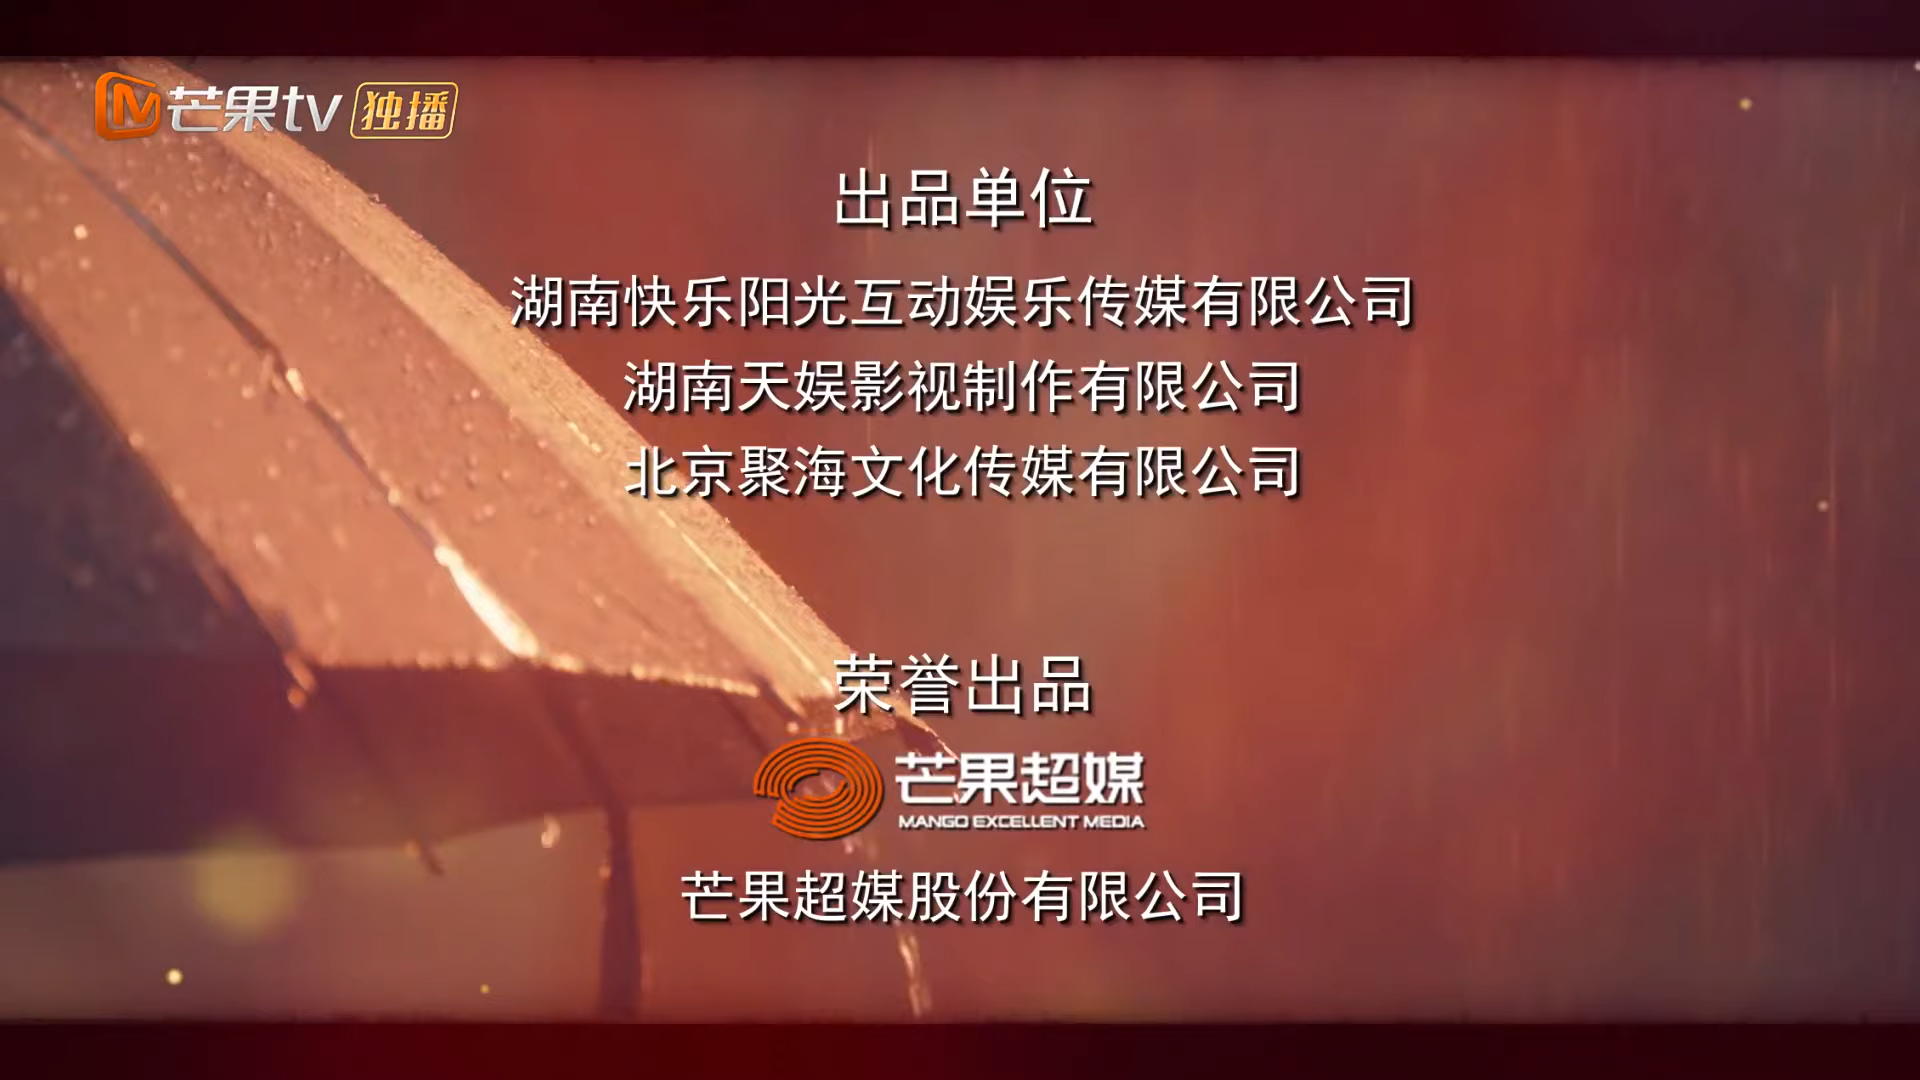 芒果tv 独播
出品单位
湖南快乐阳光互动娱乐传媒有限公司
湖南天娱影视制作有限公司
北京聚海文化传媒有限公司
荣誉出品
芒果超媒
MANGO EXCELLENT MEDIA
芒果超媒股份有限公司